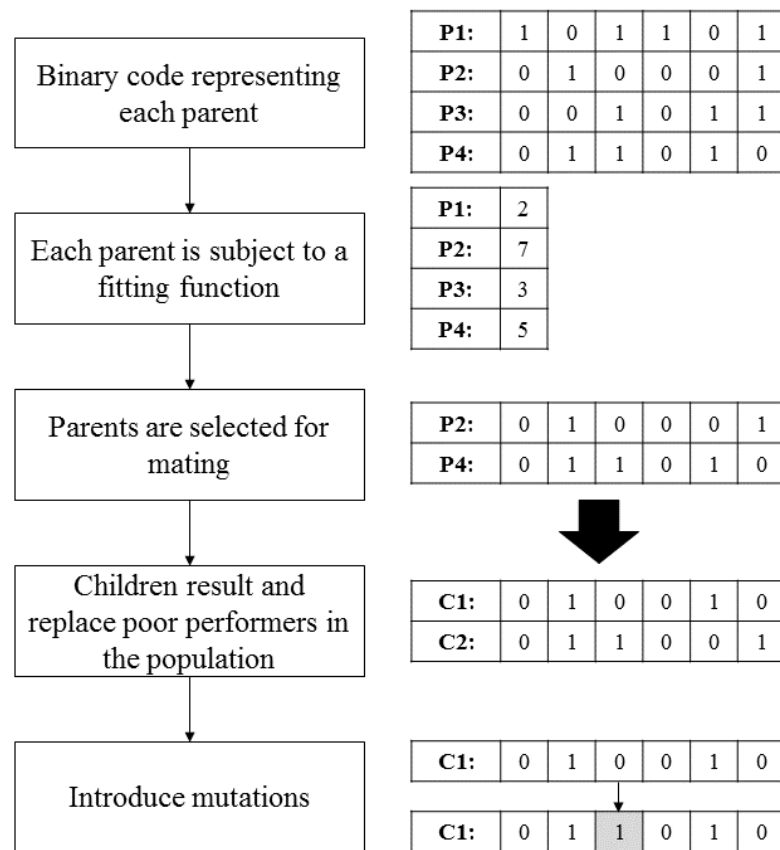 Binary code representing
each parent
P1: 1 0 1 1 0 1
P2: 0 1 0 0 0 1
P3: 0 0 1 0 1 1
P4: 0 1 1 0 1 0
Each parent is subject to a
fitting function
P1: 2
P2: 7
P3: 3
P4: 5
Parents are selected for
mating
P2: 0 1 0 0 0 1
P4: 0 1 1 0 1 0
Children result and
replace poor performers in
the population
C1: 0 1 0 0 1 0
C2: 0 1 1 0 0 1
Introduce mutations
C1: 0 1 0 0 1 0
C1: 0 1 1 0 1 0